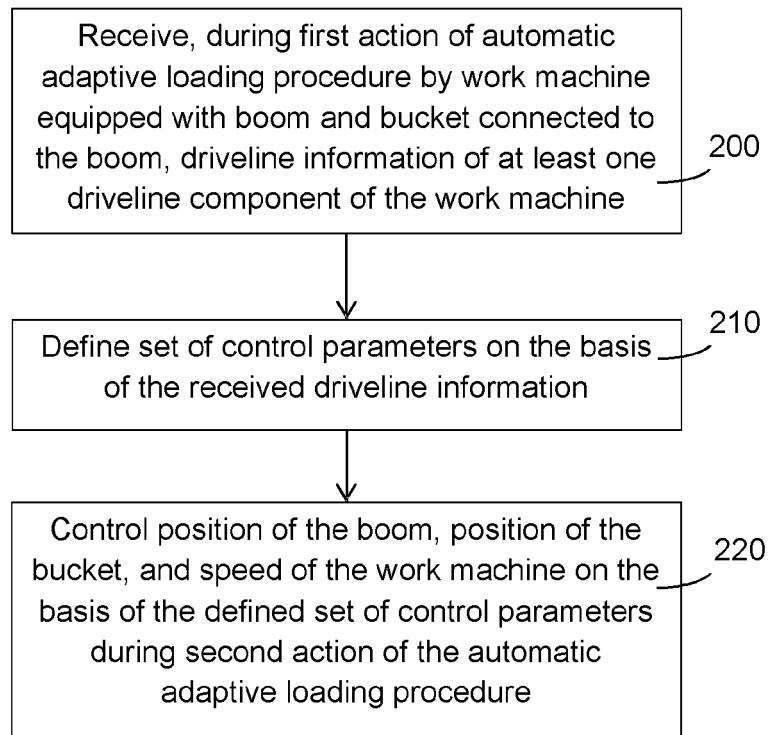 Receive, during first action of automatic
adaptive loading procedure by work machine
equipped with boom and bucket connected to
the boom, driveline information of at least one
driveline component of the work machine
200
Define set of control parameters on the basis
of the received driveline information
210
Control position of the boom, position of the
bucket, and speed of the work machine on the
basis of the defined set of control parameters
during second action of the automatic
adaptive loading procedure
220